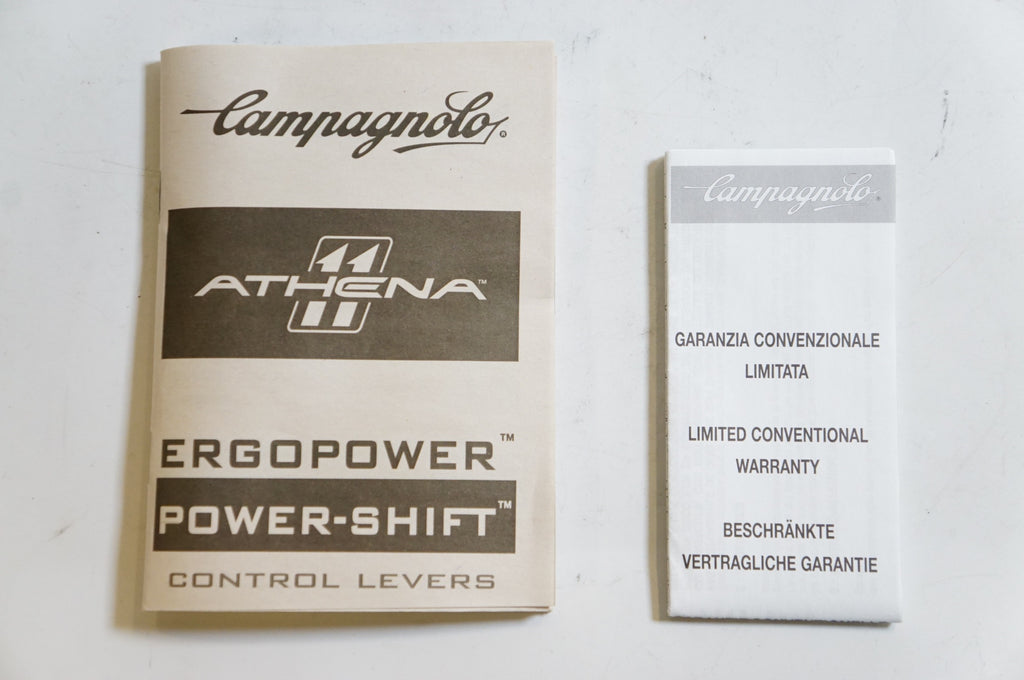 Campagnolo®
11
ATHENA™
ERGOPOWER™
POWER-SHIFT™
CONTROL LEVERS
Campagnolo®
GARANZIA CONVENZIONALE
LIMITATA
LIMITED CONVENTIONAL
WARRANTY
BESCHRÄNKTE
VERTRAGLICHE GARANTIE